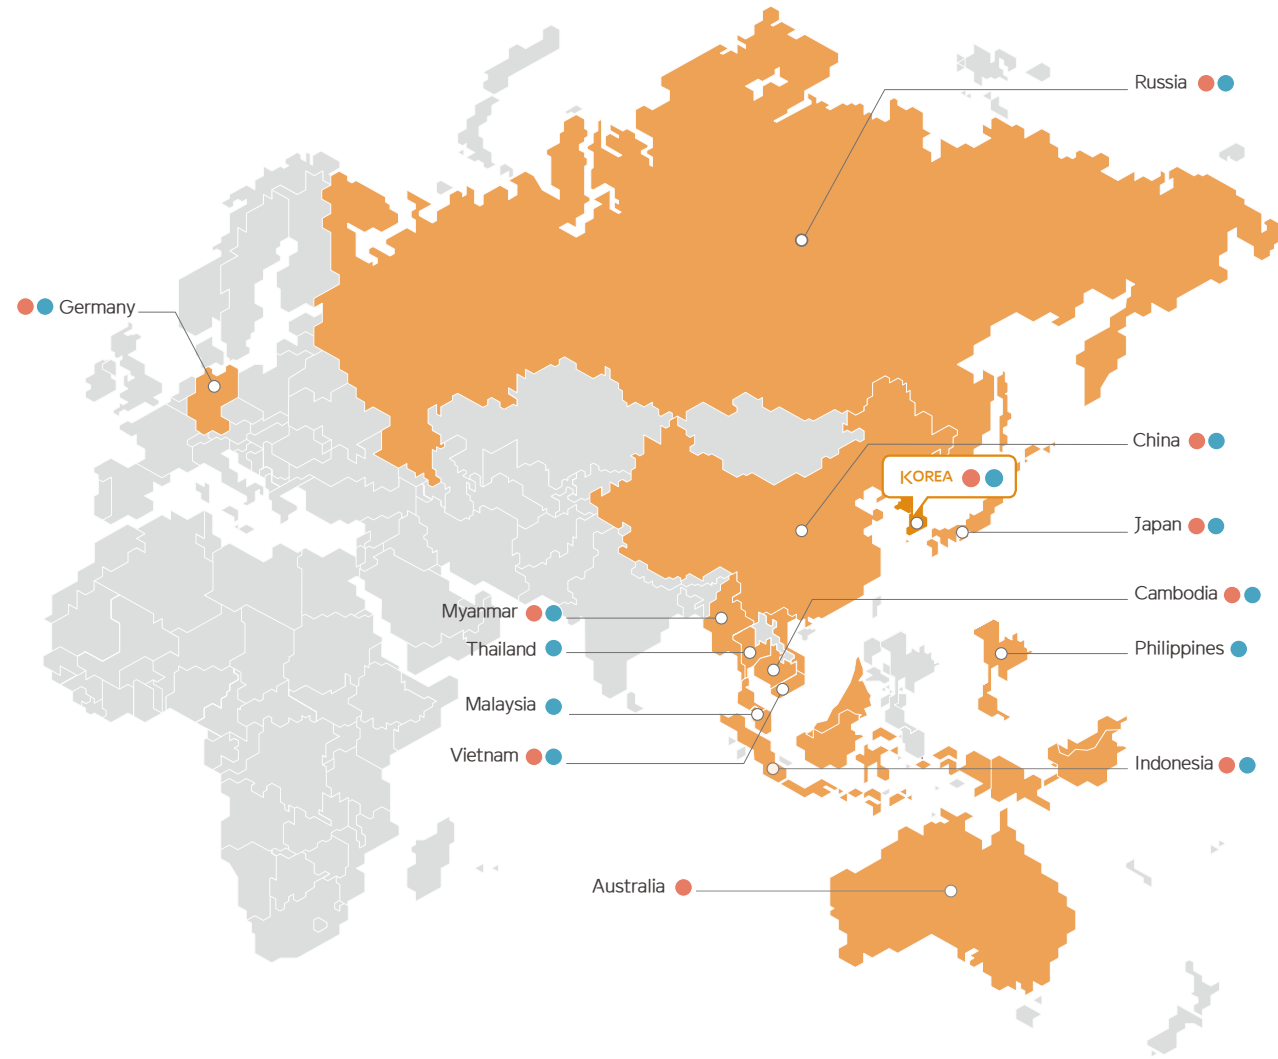 Russia
Germany
China
KOREA
Japan
Cambodia
Myanmar
Thailand
Philippines
Malaysia
Vietnam
Indonesia
Australia